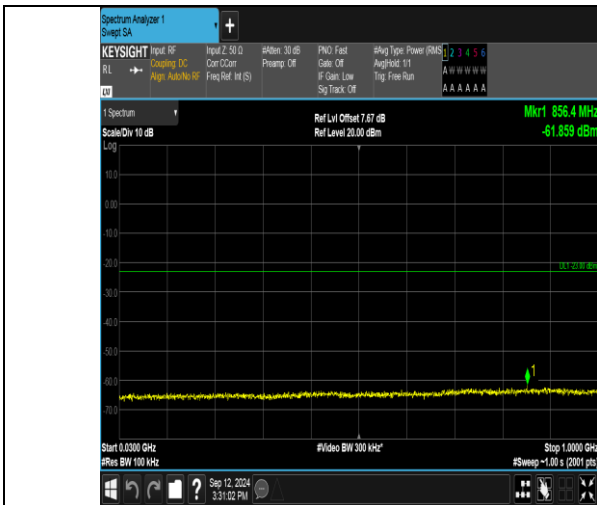 Spectrum Analyzer 1
Swept SA
+
KEYSIGHT
RL
LXI
Input: RF
Coupling: DC
Align: Auto/No RF
Input Z: 50 Ω
Corr CCorr
Freq Ref: Int (S)
#Atten: 30 dB
Preamp: Off
PNO: Fast
Gate: Off
IF Gain: Low
Sig Track: Off
#Avg Type: Power (RMS
Avg|Hold: 1/1
Trig: Free Run
1 2 3 4 5 6
A W W W W W
A A A A A A
1 Spectrum
Scale/Div 10 dB
Log
Ref Lvl Offset 7.67 dB
Ref Level 20.00 dBm
Mkr1 856.4 MHz
-61.859 dBm
10.0
0.00
-10.0
-20.0
DL1 -23.00 dBm
-30.0
-40.0
-50.0
-60.0
-70.0
1
Start 0.0300 GHz
#Res BW 100 kHz
#Video BW 300 kHz*
Stop 1.0000 GHz
#Sweep ~1.00 s (2001 pts)
?
Sep 12, 2024
3:31:02 PM